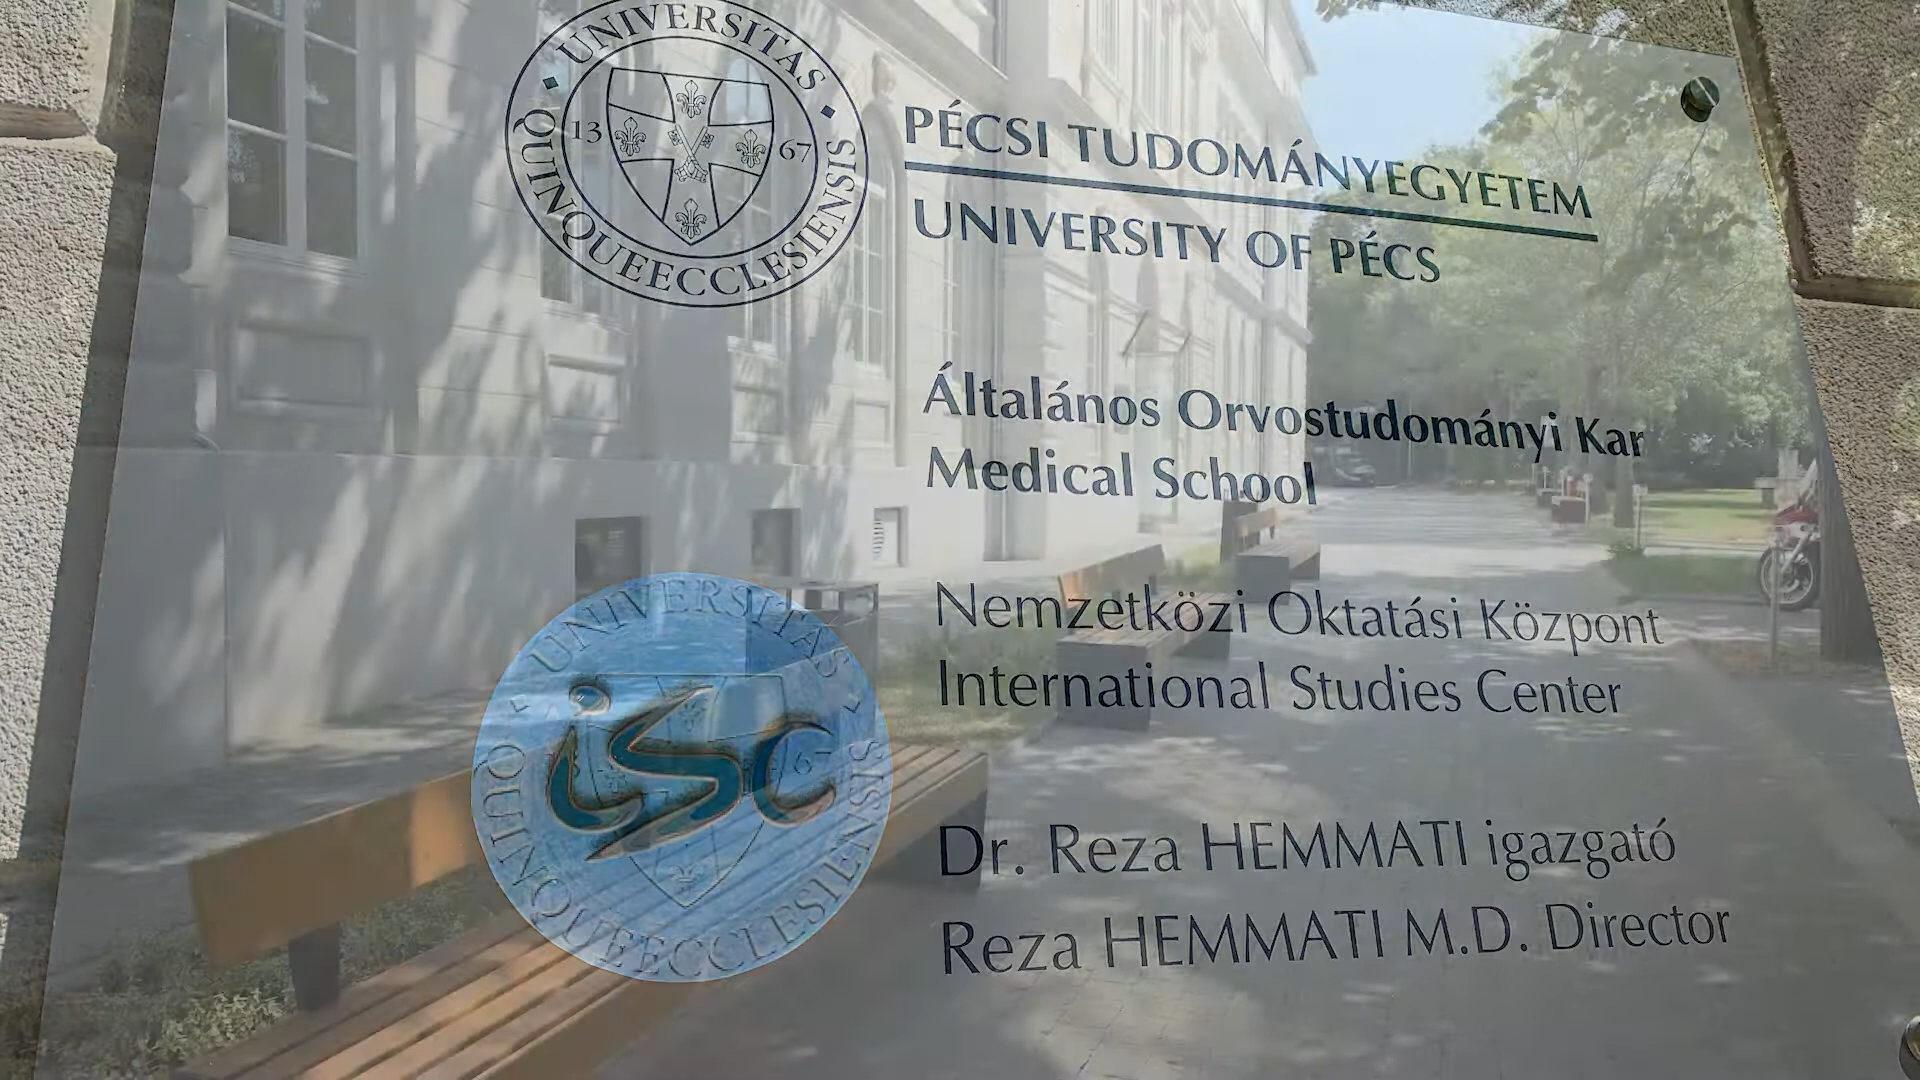 UNIVERSITAS
QUINQUEECCLESIENSIS
13 67
PÉCSI TUDOMÁNYEGYETEM
UNIVERSITY OF PÉCS
Általános Orvostudományi Kar
Medical School
Nemzetközi Oktatási Központ
International Studies Center
UNIVERSITAS
QUINQUEECCLESIENSIS
isc
Dr. Reza HEMMATI igazgató
Reza HEMMATI M.D. Director